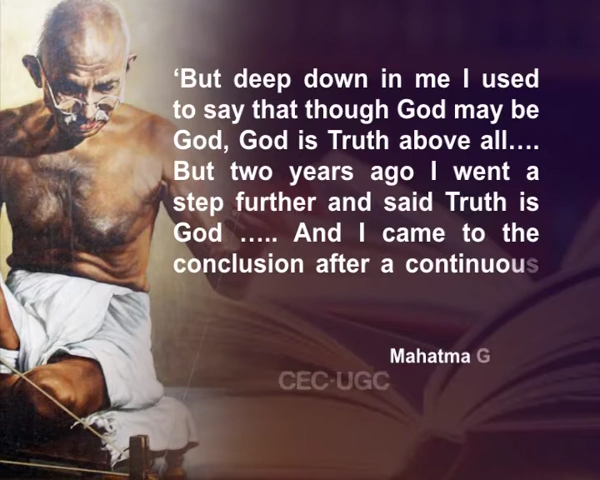 ‘But deep down in me I used
to say that though God may be
God, God is Truth above all….
But two years ago I went a
step further and said Truth is
God ….. And I came to the
conclusion after a continuous
Mahatma G
CEC-UGC